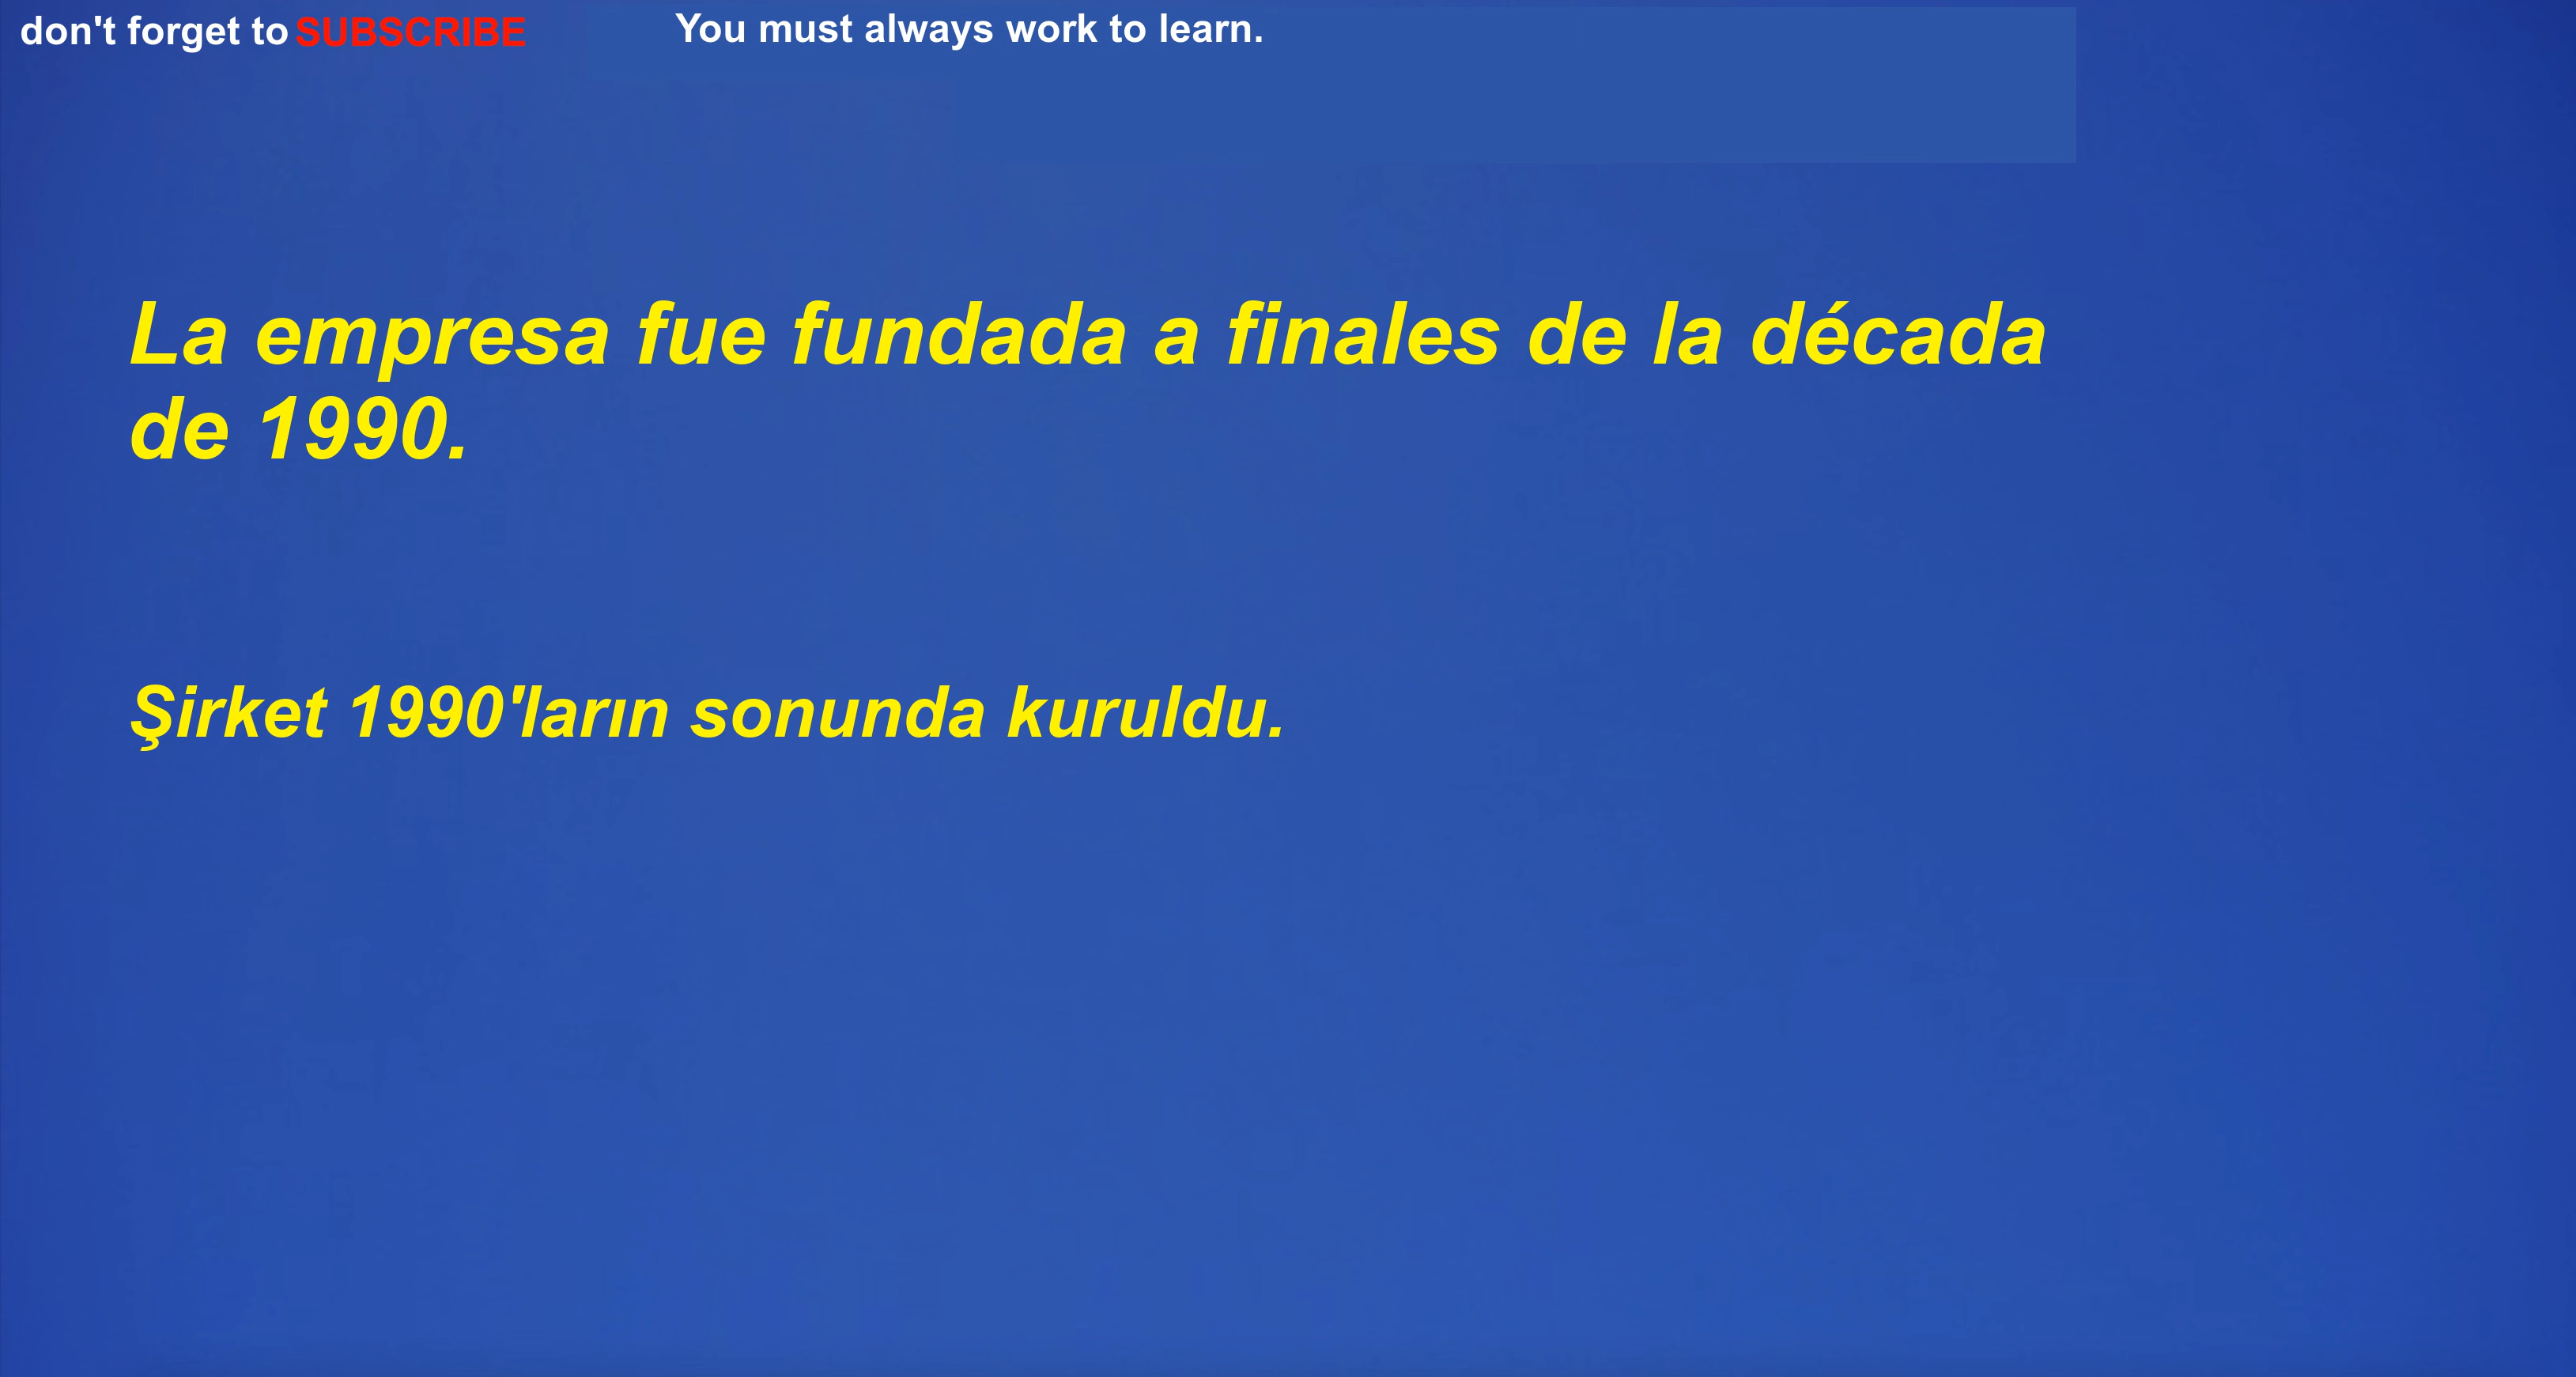 don't forget to SUBSCRIBE
You must always work to learn.
La empresa fue fundada a finales de la década
de 1990.
Şirket 1990'ların sonunda kuruldu.